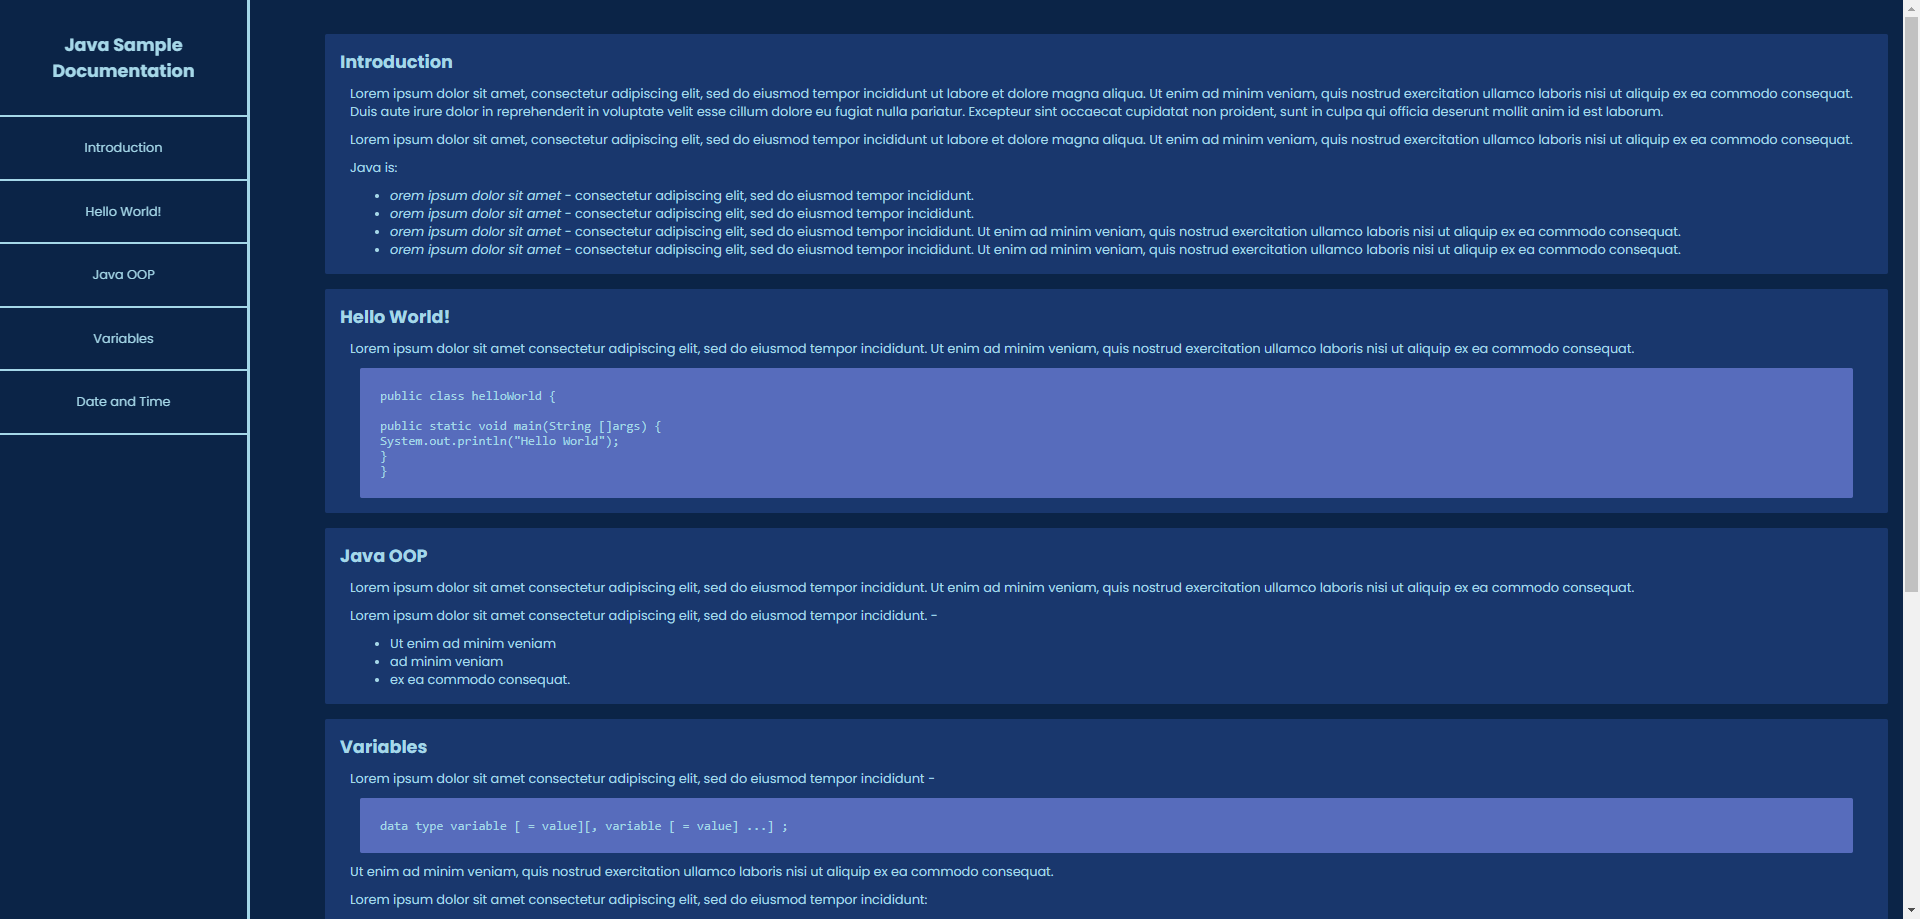 Java Sample
Documentation
Introduction
Hello World!
Java OOP
Variables
Date and Time
Introduction
Lorem ipsum dolor sit amet, consectetur adipiscing elit, sed do eiusmod tempor incididunt ut labore et dolore magna aliqua. Ut enim ad minim veniam, quis nostrud exercitation ullamco laboris nisi ut aliquip ex ea commodo consequat.
Duis aute irure dolor in reprehenderit in voluptate velit esse cillum dolore eu fugiat nulla pariatur. Excepteur sint occaecat cupidatat non proident, sunt in culpa qui officia deserunt mollit anim id est laborum.
Lorem ipsum dolor sit amet, consectetur adipiscing elit, sed do eiusmod tempor incididunt ut labore et dolore magna aliqua. Ut enim ad minim veniam, quis nostrud exercitation ullamco laboris nisi ut aliquip ex ea commodo consequat.
Java is:
• orem ipsum dolor sit amet - consectetur adipiscing elit, sed do eiusmod tempor incididunt.
• orem ipsum dolor sit amet - consectetur adipiscing elit, sed do eiusmod tempor incididunt.
• orem ipsum dolor sit amet - consectetur adipiscing elit, sed do eiusmod tempor incididunt. Ut enim ad minim veniam, quis nostrud exercitation ullamco laboris nisi ut aliquip ex ea commodo consequat.
• orem ipsum dolor sit amet - consectetur adipiscing elit, sed do eiusmod tempor incididunt. Ut enim ad minim veniam, quis nostrud exercitation ullamco laboris nisi ut aliquip ex ea commodo consequat.
Hello World!
Lorem ipsum dolor sit amet consectetur adipiscing elit, sed do eiusmod tempor incididunt. Ut enim ad minim veniam, quis nostrud exercitation ullamco laboris nisi ut aliquip ex ea commodo consequat.
public class helloWorld {
public static void main(String []args) {
System.out.println("Hello World");
}
}
Java OOP
Lorem ipsum dolor sit amet consectetur adipiscing elit, sed do eiusmod tempor incididunt. Ut enim ad minim veniam, quis nostrud exercitation ullamco laboris nisi ut aliquip ex ea commodo consequat.
Lorem ipsum dolor sit amet consectetur adipiscing elit, sed do eiusmod tempor incididunt. -
• Ut enim ad minim veniam
• ad minim veniam
• ex ea commodo consequat.
Variables
Lorem ipsum dolor sit amet consectetur adipiscing elit, sed do eiusmod tempor incididunt -
data type variable [ = value][, variable [ = value] ...] ;
Ut enim ad minim veniam, quis nostrud exercitation ullamco laboris nisi ut aliquip ex ea commodo consequat.
Lorem ipsum dolor sit amet consectetur adipiscing elit, sed do eiusmod tempor incididunt: